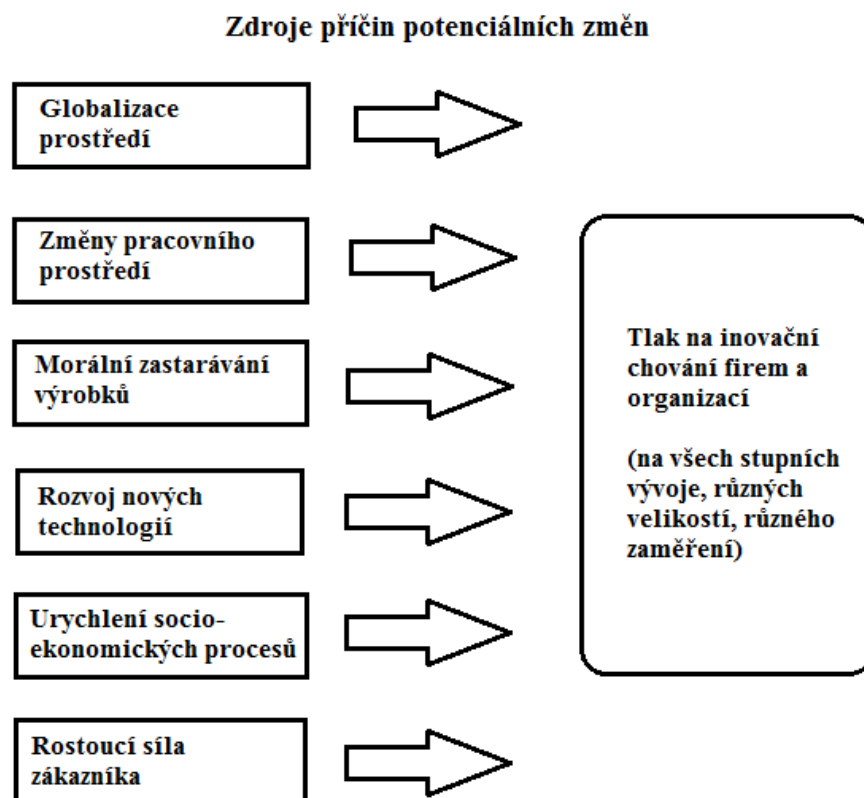 Zdroje příčin potenciálních změn
Globalizace
prostředí
Změny pracovního
prostředí
Morální zastarávání
výrobků
Rozvoj nových
technologií
Urychlení socio-
ekonomických procesů
Rostoucí síla
zákazníka
Tlak na inovační
chování firem a
organizací
(na všech stupních
vývoje, různých
velikostí, různého
zaměření)